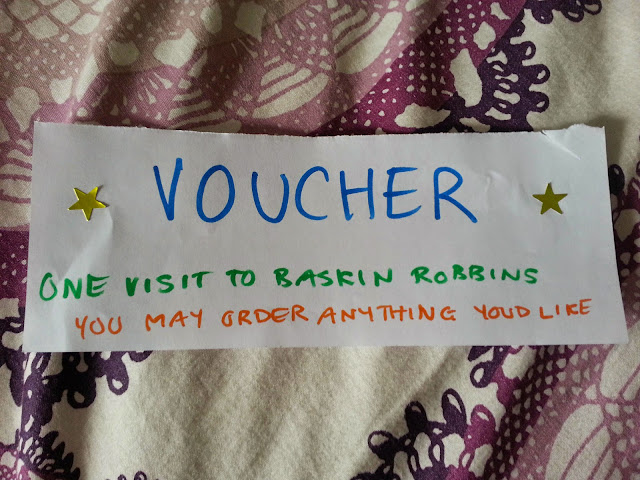 VOUCHER
ONE VISIT TO BASKIN ROBBINS
YOU MAY ORDER ANYTHING YOUD LIKE